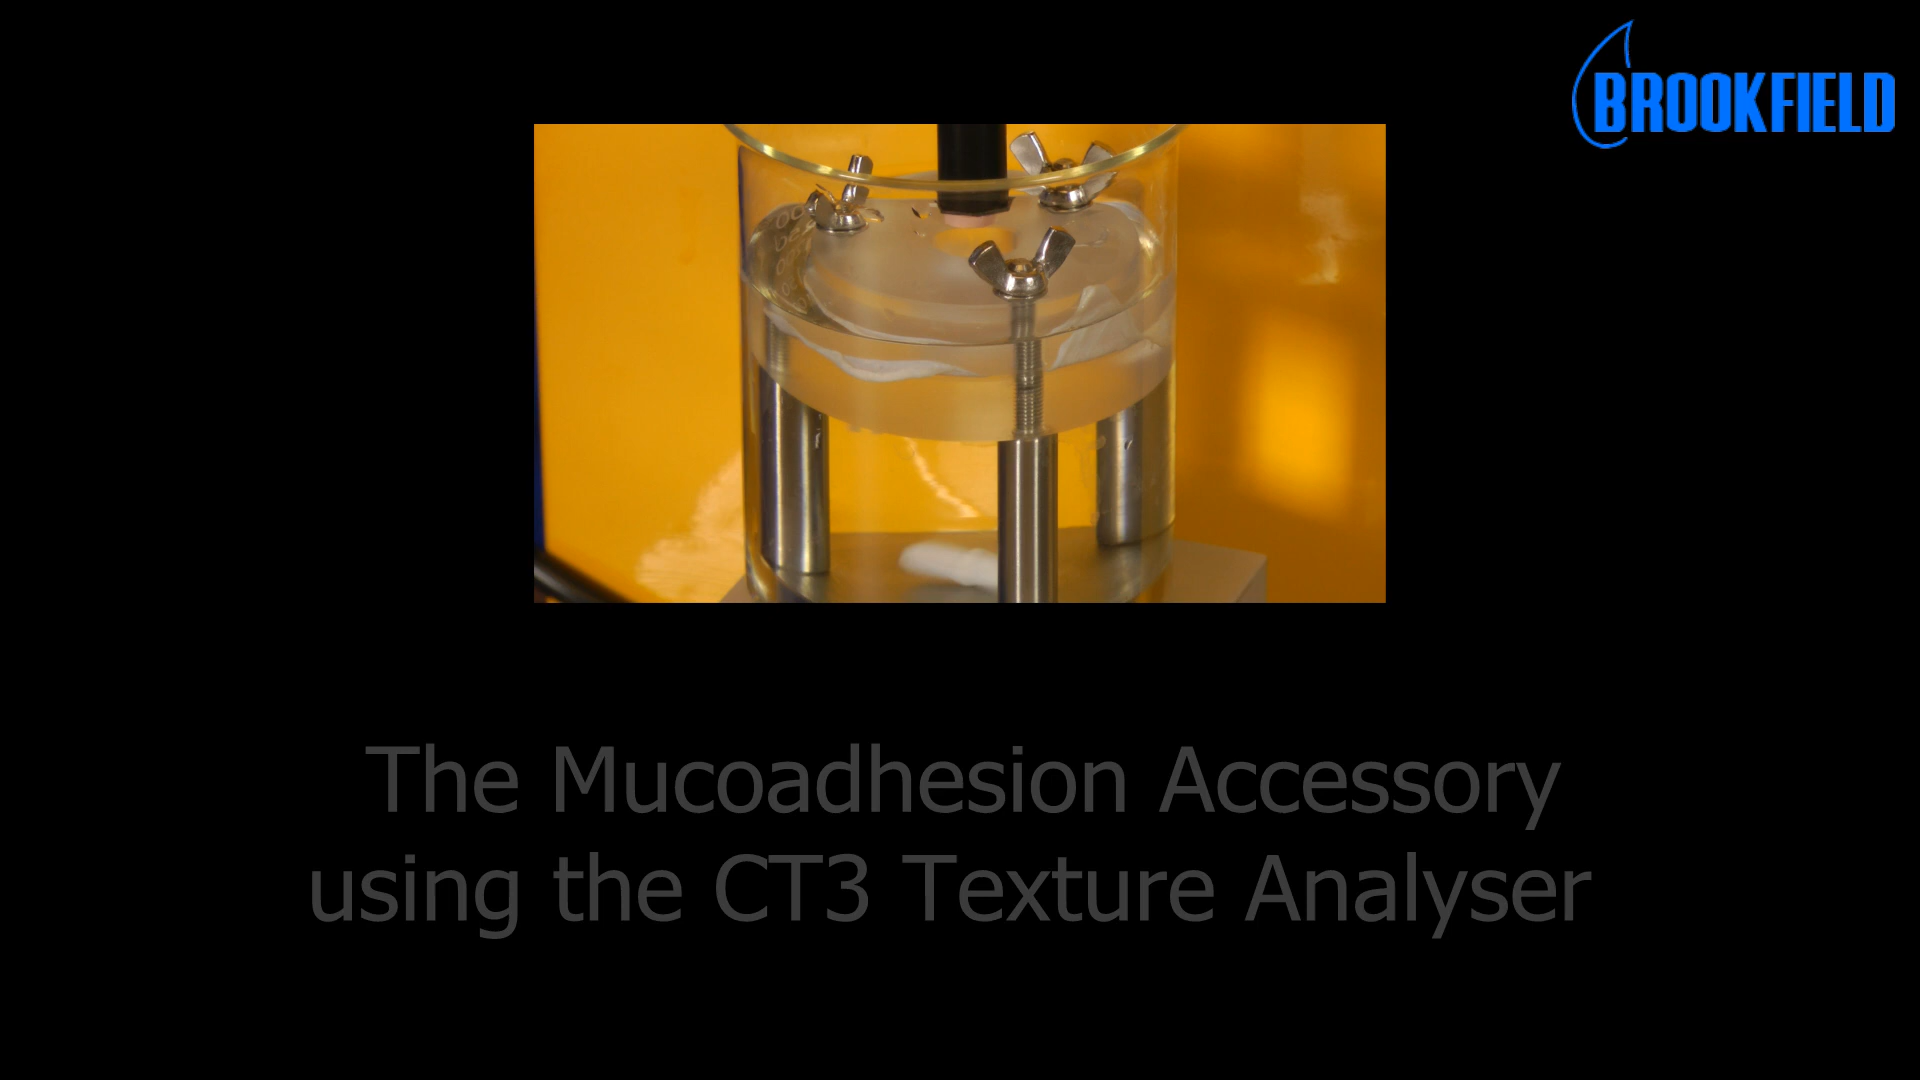 BROOKFIELD
The Mucoadhesion Accessory
using the CT3 Texture Analyser